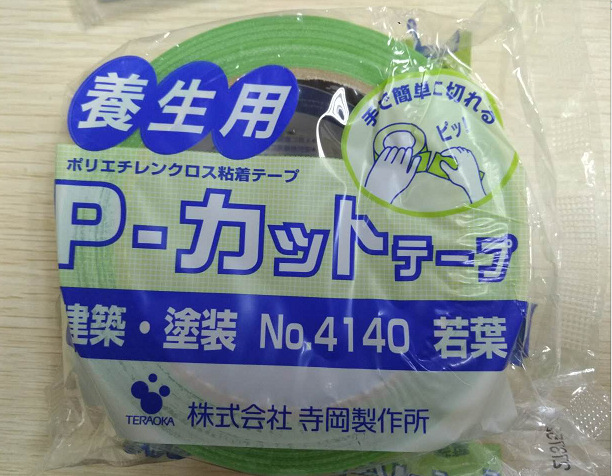 養生用
手で簡単に切れる
ピッ!
ポリエチレンクロス粘着テープ
P-カットテープ
建築・塗装 No.4140 若葉
TERAOKA
株式会社 寺岡製作所